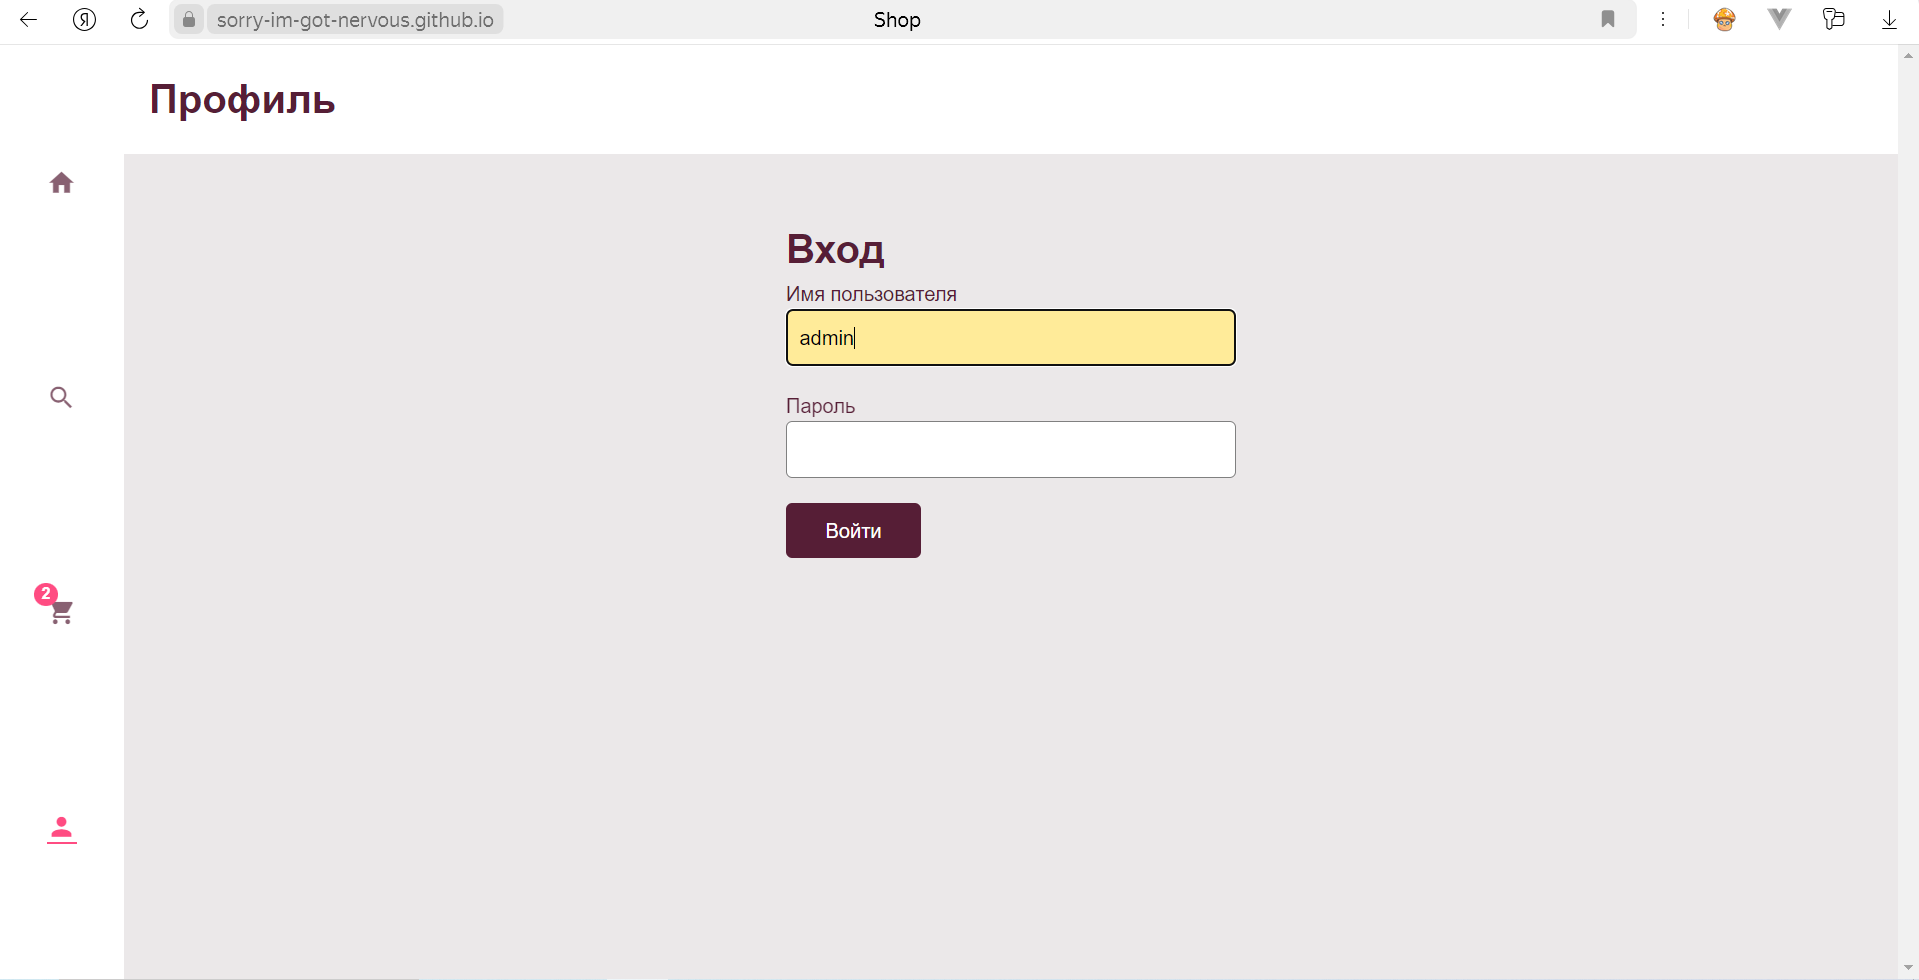 sorry-im-got-nervous.github.io
Shop
Профиль
Вход
Имя пользователя
admin
Пароль
Войти
2